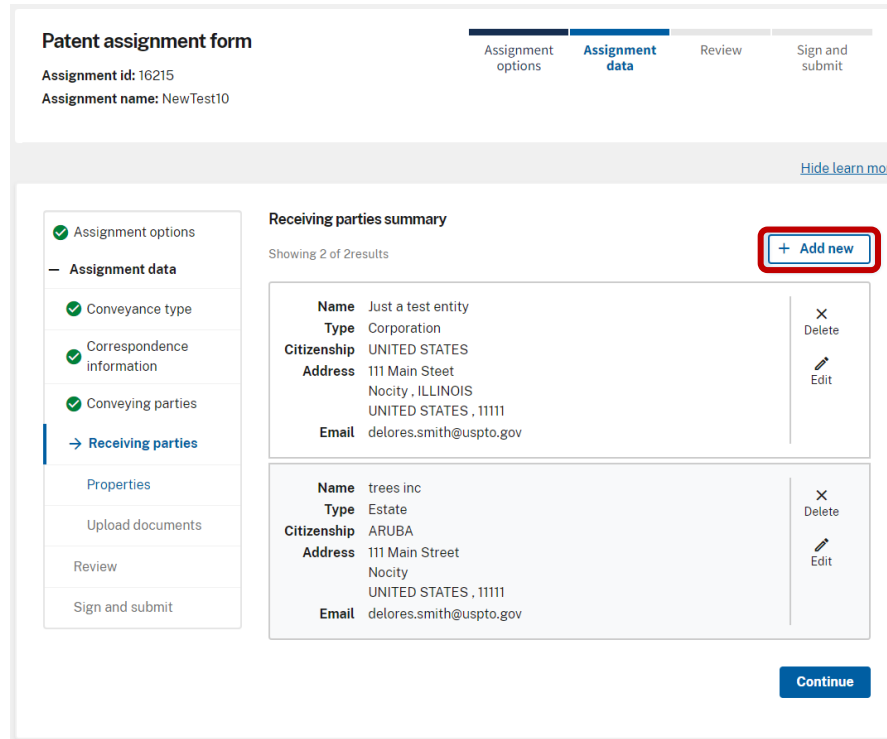 Patent assignment form
Assignment id: 16215
Assignment name: NewTest10
Assignment options
Assignment data
Review
Sign and submit
Hide learn mo
Assignment options
Assignment data
Conveyance type
Correspondence
information
Conveying parties
Receiving parties
Properties
Upload documents
Review
Sign and submit
Receiving parties summary
Showing 2 of 2results
+ Add new
Name Just a test entity
Type Corporation
Citizenship UNITED STATES
Address 111 Main Steet
Nocity , ILLINOIS
UNITED STATES , 11111
Email delores.smith@uspto.gov
Delete
Edit
Name trees inc
Type Estate
Citizenship ARUBA
Address 111 Main Street
Nocity
UNITED STATES , 11111
Email delores.smith@uspto.gov
Delete
Edit
Continue